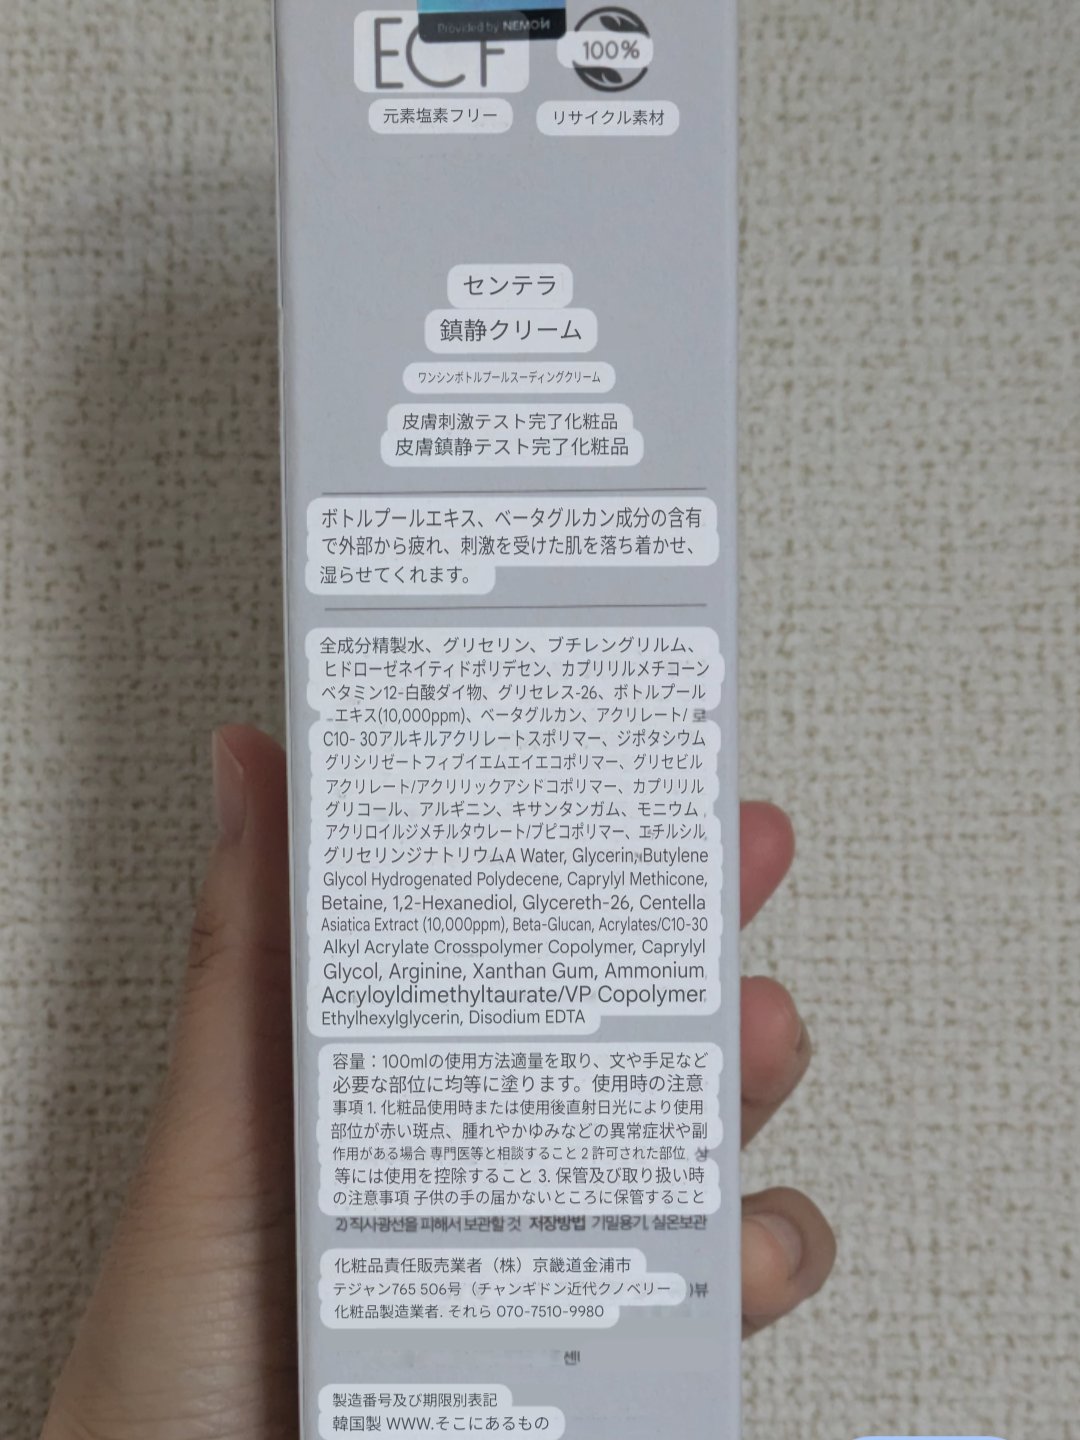 Provided by NEMOЙ
ECF
100%
元素塩素フリー
リサイクル素材
センテラ
鎮静クリーム
ワンシンボトルプールスーディングクリーム
皮膚刺激テスト完了化粧品
皮膚鎮静テスト完了化粧品
ボトルプールエキス、ベータグルカン成分の含有
で外部から疲れ、刺激を受けた肌を落ち着かせ、
湿らせてくれます。
全成分精製水、グリセリン、ブチレングリルム、
ヒドローゼネイティドポリデセン、カプリリルメチコーン
ベタミン12-白酸ダイ物、グリセレス-26、ボトルプール
エキス(10,000ppm)、ベータグルカン、アクリレート/ 로
C10- 30アルキルアクリレートスポリマー、ジポタシウム
グリシリゼートフィブイエムエイエコポリマー、グリセビル
アクリレート/アクリリックアシドコポリマー、カプリリル
グリコール、アルギニン、キサンタンガム、モニウム
アクリロイルジメチルタウレート/ブピコポリマー、エチルシル
グリセリンジナトリウムA Water, Glycerin, Butylene
Glycol Hydrogenated Polydecene, Caprylyl Methicone,
Betaine, 1,2-Hexanediol, Glycereth-26, Centella
Asiatica Extract (10,000ppm), Beta-Glucan, Acrylates/C10-30
Alkyl Acrylate Crosspolymer Copolymer, Caprylyl
Glycol, Arginine, Xanthan Gum, Ammonium
Acryloyldimethyltaurate/VP Copolymer
Ethylhexylglycerin, Disodium EDTA
容量：100mlの使用方法適量を取り、文や手足など
必要な部位に均等に塗ります。使用時の注意
事項 1. 化粧品使用時または使用後直射日光により使用
部位が赤い斑点、腫れやかゆみなどの異常症状や副
作用がある場合 専門医等と相談すること 2 許可された部位 상
等には使用を控除すること 3. 保管及び取り扱い時
の注意事項 子供の手の届かないところに保管すること
2) 직사광선을 피해서 보관할 것 저장방법 기밀용기, 실온보관
化粧品責任販売業者（株）京畿道金浦市
テジャン765 506号（チャンギドン近代クノベリー )뷰
化粧品製造業者. それら 070-7510-9980
센
製造番号及び期限別表記
韓国製 WWW.そこにあるもの